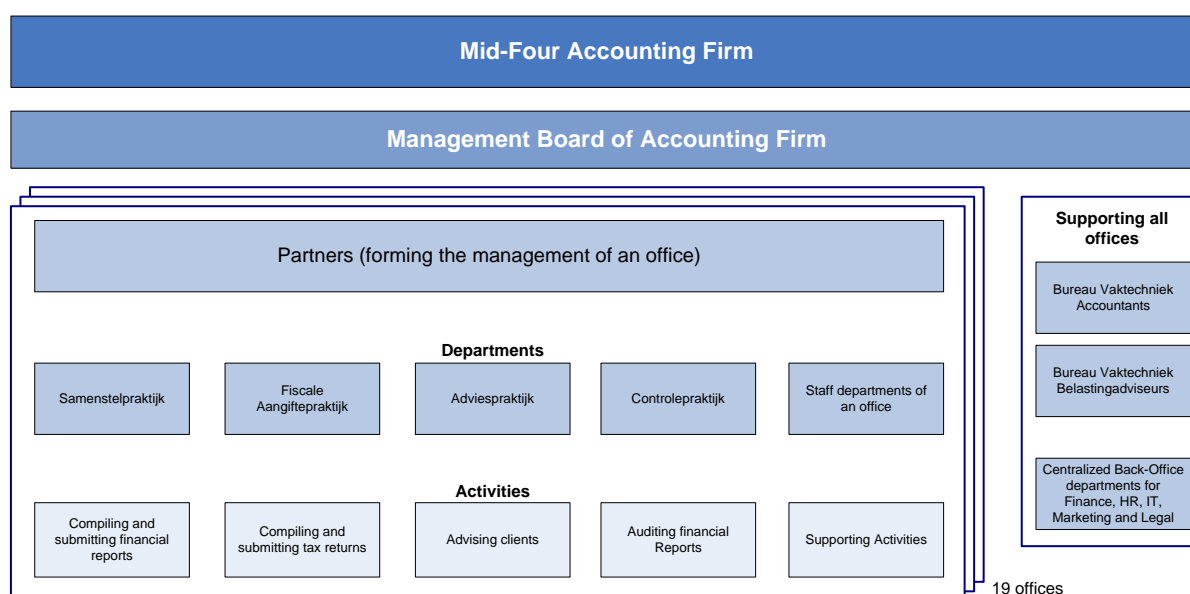 Mid-Four Accounting Firm
Management Board of Accounting Firm
Partners (forming the management of an office)
Departments
Samenstelpraktijk
Fiscale
Aangiftepraktijk
Adviespraktijk
Controlepraktijk
Staff departments of
an office
Activities
Compiling and
submitting financial
reports
Compiling and
submitting tax returns
Advising clients
Auditing financial
Reports
Supporting Activities
Supporting all
offices
Bureau Vaktechniek
Accountants
Bureau Vaktechniek
Belastingadviseurs
Centralized Back-Office
departments for
Finance, HR, IT,
Marketing and Legal
19 offices